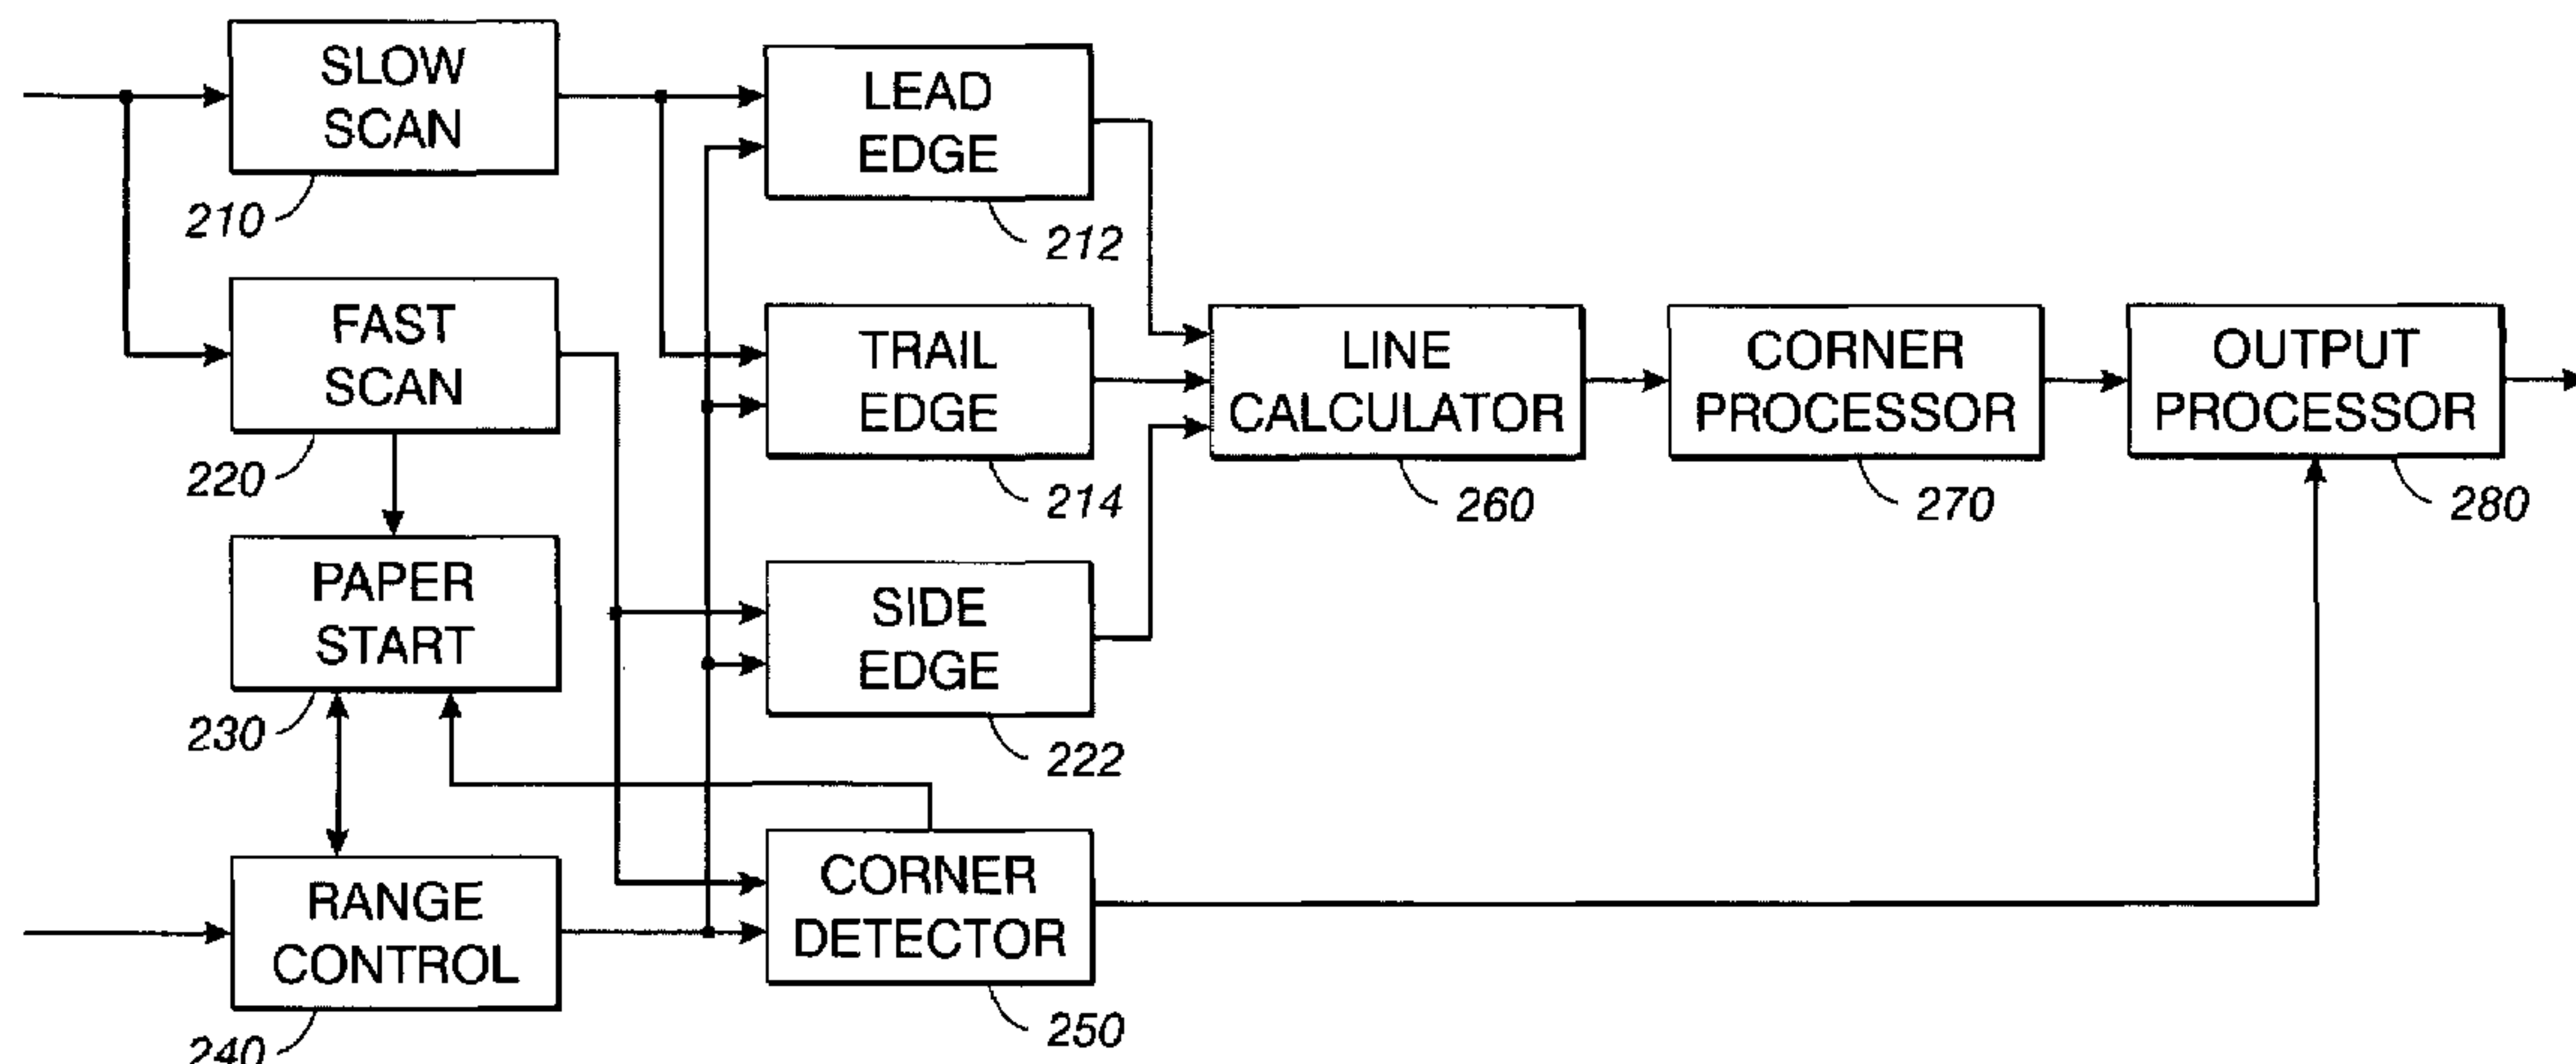 SLOW
SCAN
210
LEAD
EDGE
212
FAST
SCAN
220
TRAIL
EDGE
214
LINE
CALCULATOR
260
CORNER
PROCESSOR
270
OUTPUT
PROCESSOR
280
PAPER
START
230
SIDE
EDGE
222
RANGE
CONTROL
240
CORNER
DETECTOR
250